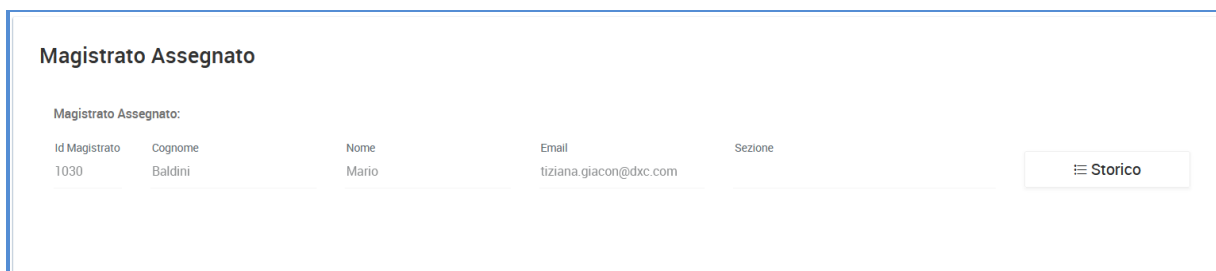 Magistrato Assegnato
Magistrato Assegnato:
Id Magistrato Cognome Nome Email Sezione
1030 Baldini Mario tiziana.giacon@dxc.com
Storico